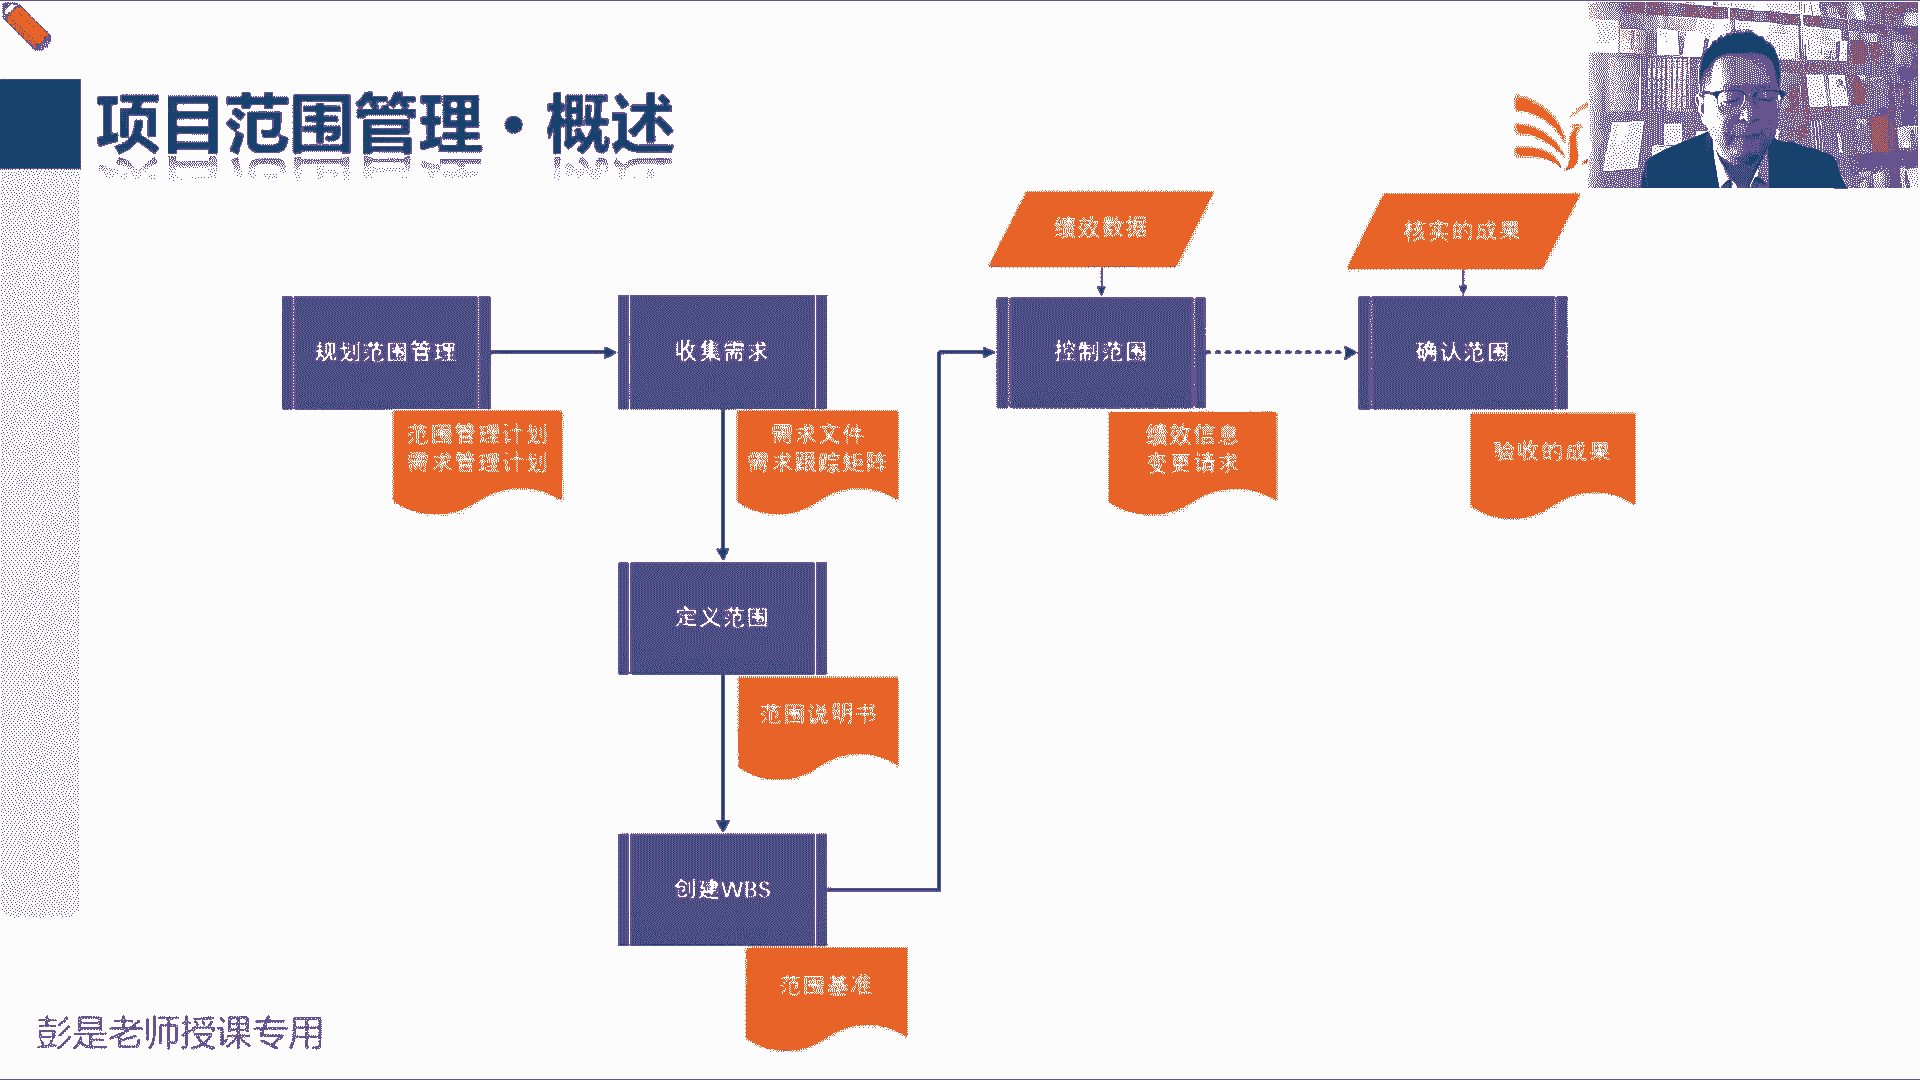 项目范围管理·概述
绩效数据
核实的成果
规划范围管理
收集需求
控制范围
确认范围
范围管理计划
需求管理计划
需求文件
需求跟踪矩阵
绩效信息
变更请求
验收的成果
定义范围
范围说明书
创建WBS
范围基准
彭是老师授课专用